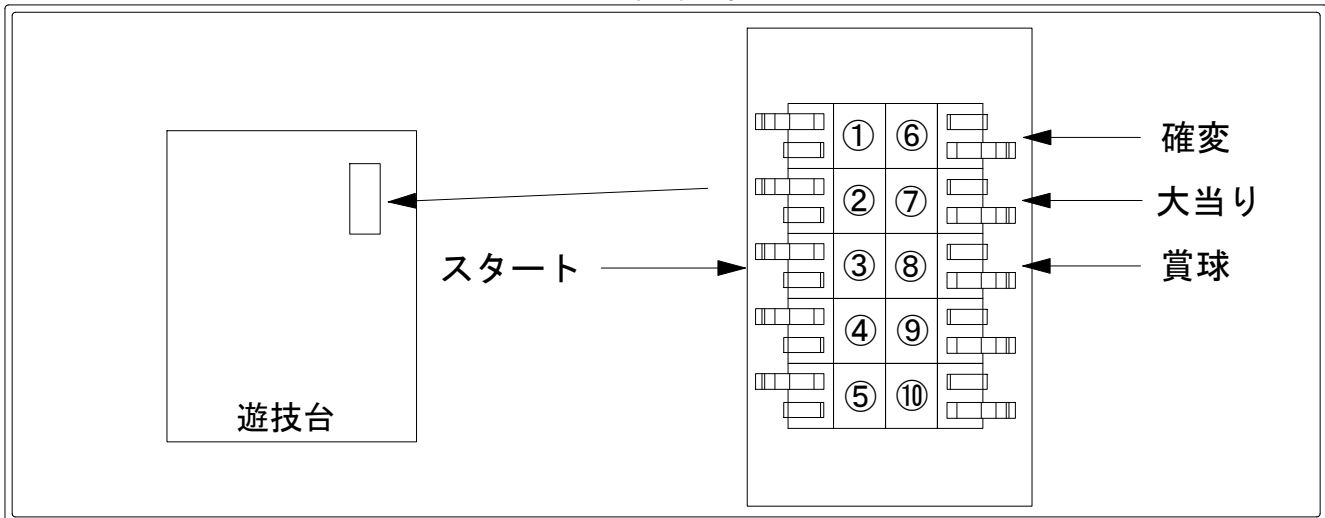 ① ⑥ 確変
② ⑦ 大当り
スタート ③ ⑧ 賞球
④ ⑨
⑤ ⑩
遊技台